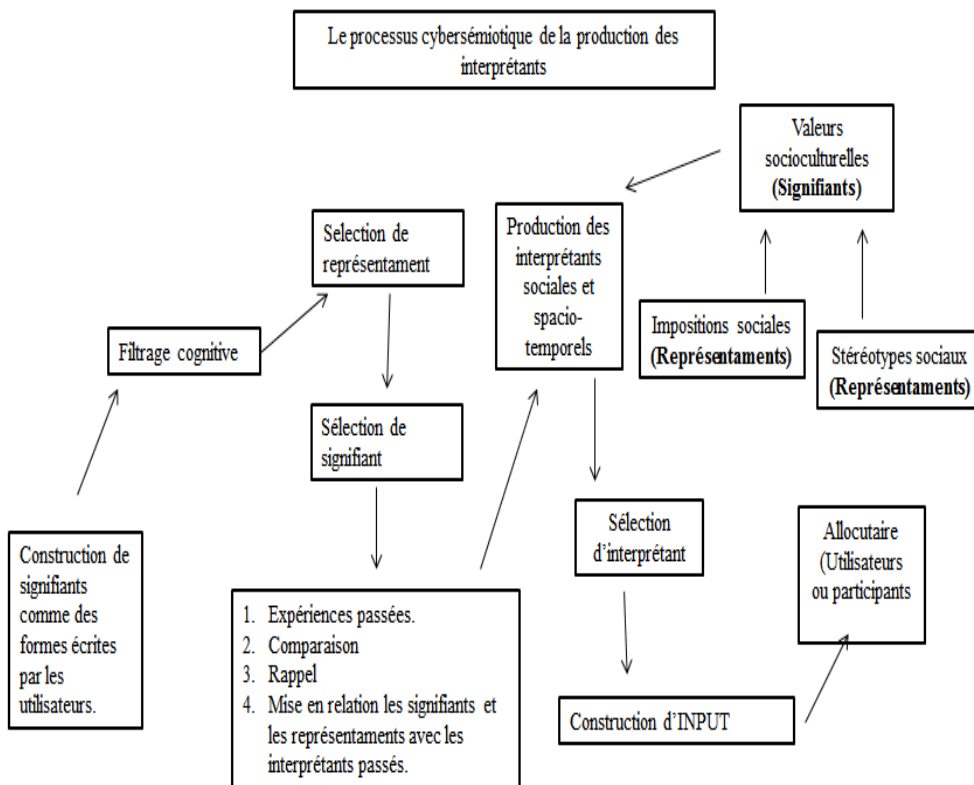 Le processus cybersémiotique de la production des
interprétants
Valeurs
socioculturelles
(Signifiants)
Selection de
représentament
Production des
interprétants
sociales et
spacio-
temporels
Impositions sociales
(Représentaments)
Stéréotypes sociaux
(Représentaments)
Filtrage cognitive
Sélection de
signifiant
Construction de
signifiants
comme des
formes écrites
par les
utilisateurs.
1. Expériences passées.
2. Comparaison
3. Rappel
4. Mise en relation les signifiants et
les représentaments avec les
interprétants passés.
Sélection
d’interprétant
Construction d’INPUT
Allocutaire
(Utilisateurs
ou participants